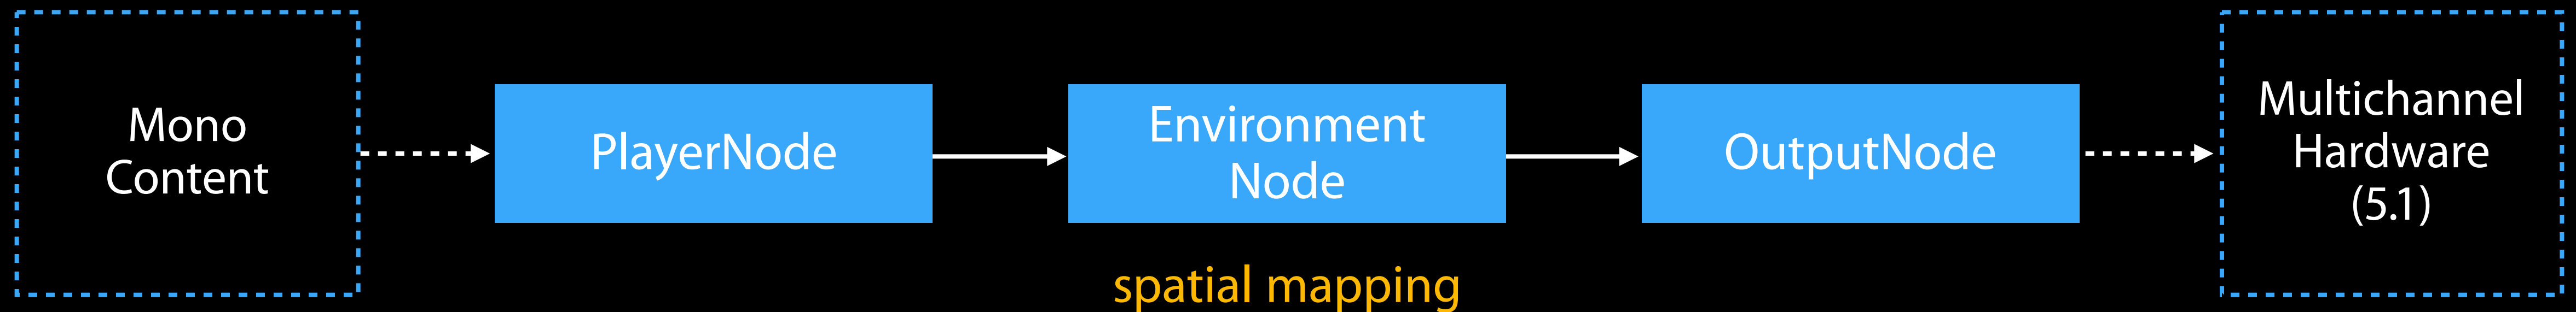 Mono
Content
PlayerNode
Environment
Node
OutputNode
Multichannel
Hardware
(5.1)
spatial mapping